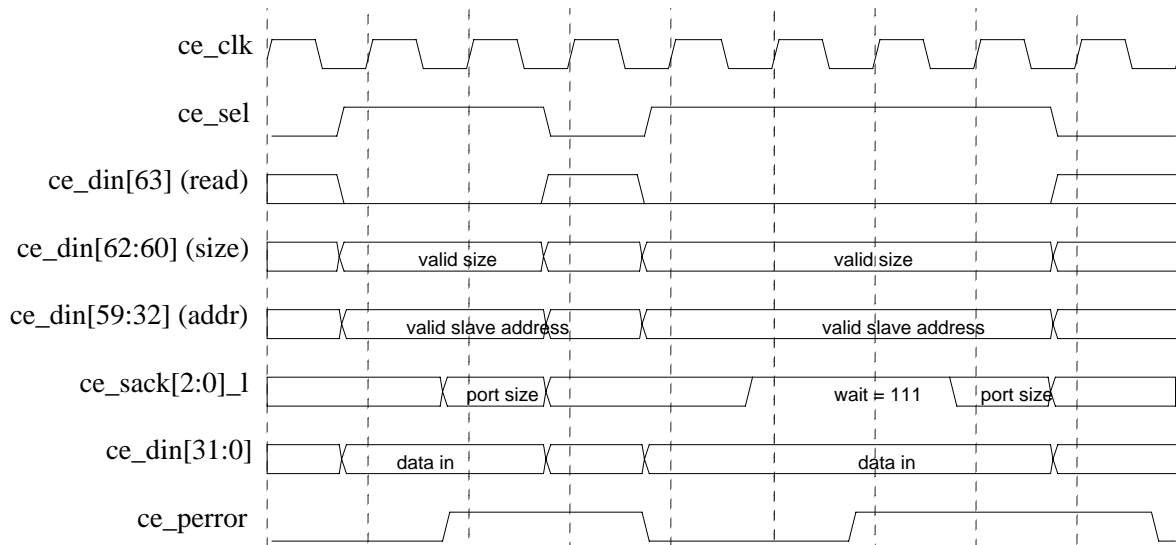 ce_clk
ce_sel
ce_din[63] (read)
ce_din[62:60] (size)
valid size
valid size
ce_din[59:32] (addr)
valid slave address
valid slave address
ce_sack[2:0]_l
port size
wait = 111
port size
ce_din[31:0]
data in
data in
ce_perror